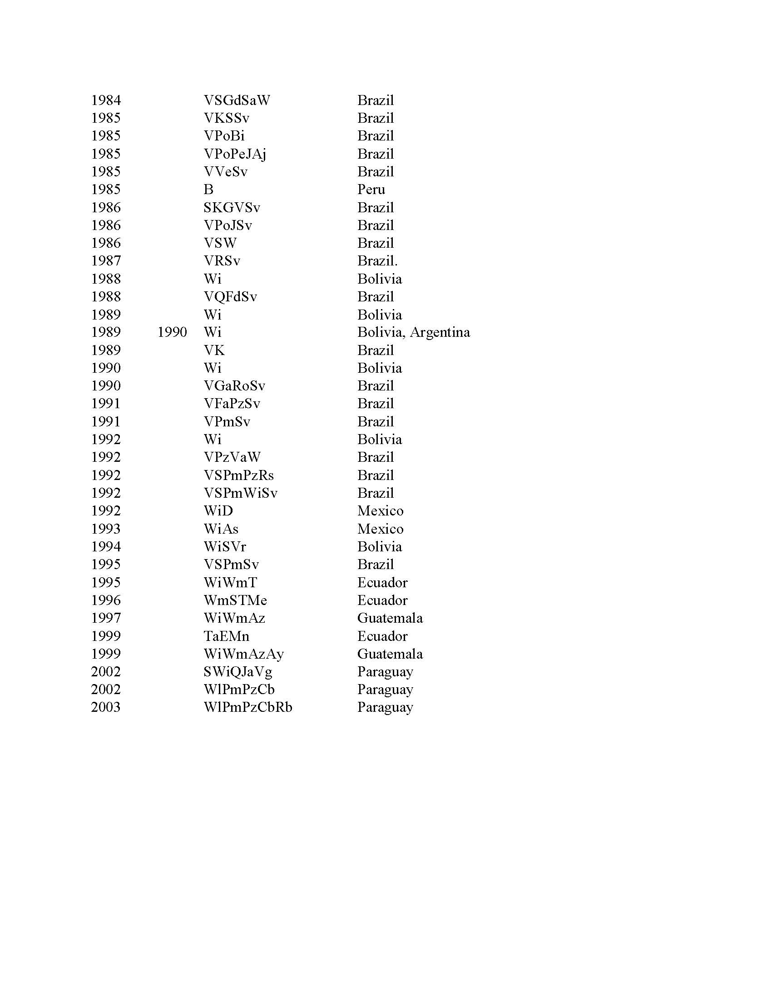 1984 VSGdSaW Brazil
1985 VKSSv Brazil
1985 VPoBi Brazil
1985 VPoPeJAj Brazil
1985 VVeSv Brazil
1985 B Peru
1986 SKGVSv Brazil
1986 VPoJSv Brazil
1986 VSW Brazil
1987 VRSv Brazil.
1988 Wi Bolivia
1988 VQFdSv Brazil
1989 Wi Bolivia
1989 1990 Wi Bolivia, Argentina
1989 VK Brazil
1990 Wi Bolivia
1990 VGaRoSv Brazil
1991 VFaPzSv Brazil
1991 VPmSv Brazil
1992 Wi Bolivia
1992 VPzVaW Brazil
1992 VSPmPzRs Brazil
1992 VSPmWiSv Brazil
1992 WiD Mexico
1993 WiAs Mexico
1994 WiSVr Bolivia
1995 VSPmSv Brazil
1995 WiWmT Ecuador
1996 WmSTMe Ecuador
1997 WiWmAz Guatemala
1999 TaEMn Ecuador
1999 WiWmAzAy Guatemala
2002 SWiQJaVg Paraguay
2002 WlPmPzCb Paraguay
2003 WlPmPzCbRb Paraguay